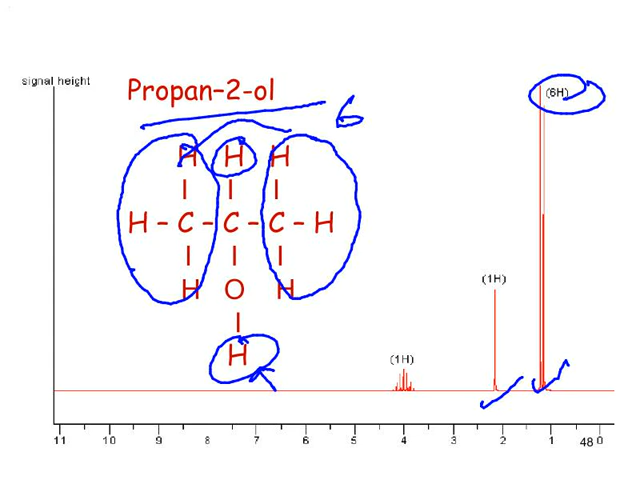 signal height
Propan-2-ol
(6H)
H H H
H - C - C - C - H
H O H
H
(1H)
(1H)
11 10 9 8 7 6 5 4 3 2 1 48 0
6